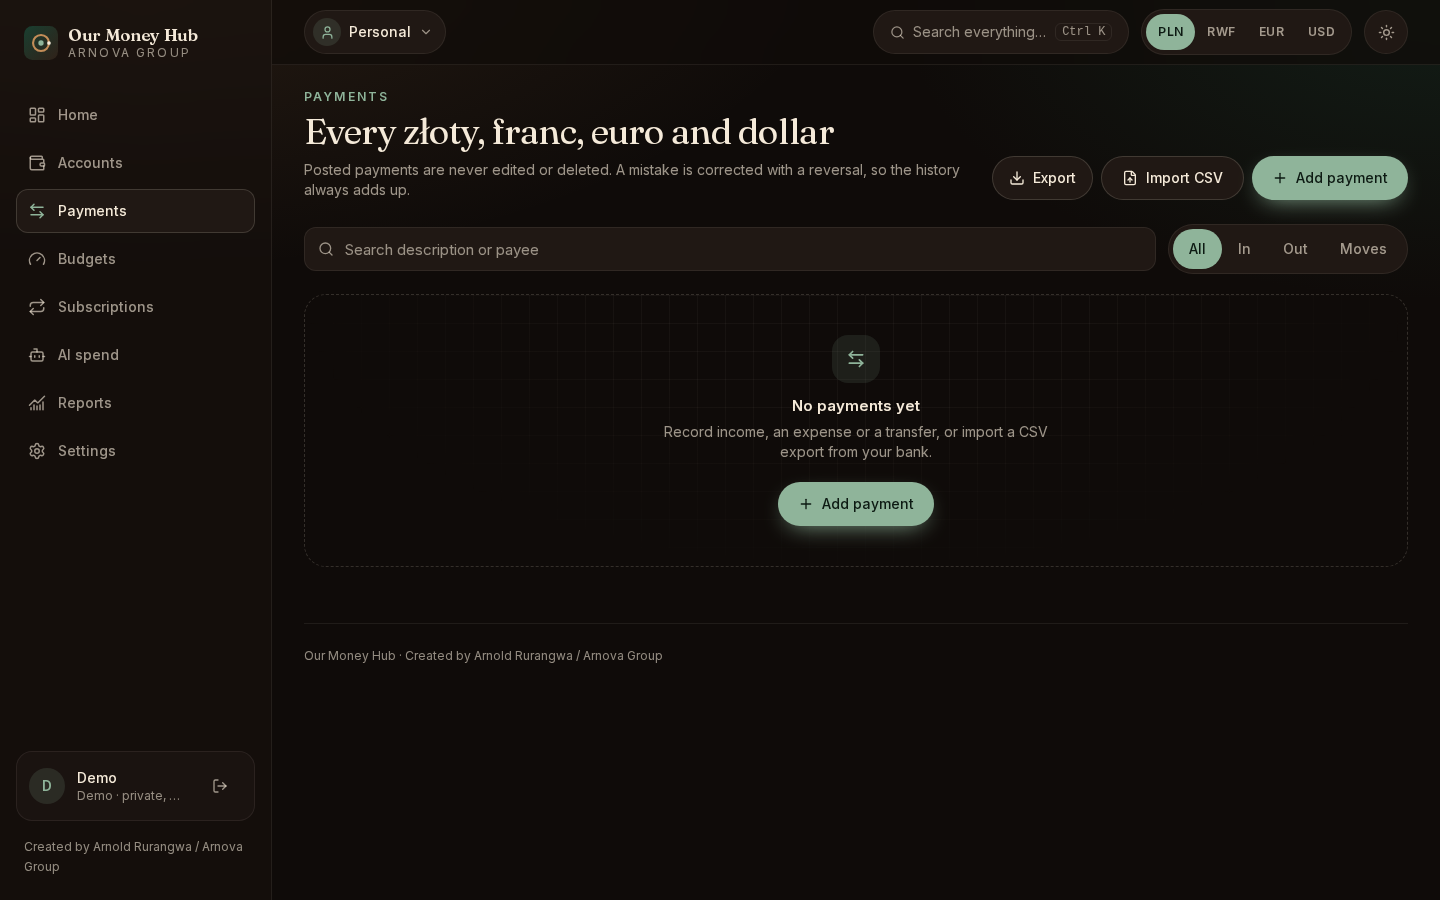 Our Money Hub
ARNOVA GROUP
Home
Accounts
Payments
Budgets
Subscriptions
AI spend
Reports
Settings
D
Demo
Demo · private, …
Created by Arnold Rurangwa / Arnova
Group
Personal
Search everything… Ctrl K
PLN RWF EUR USD
PAYMENTS
Every złoty, franc, euro and dollar
Posted payments are never edited or deleted. A mistake is corrected with a reversal, so the history
always adds up.
Export
Import CSV
Add payment
Search description or payee
All In Out Moves
No payments yet
Record income, an expense or a transfer, or import a CSV
export from your bank.
Add payment
Our Money Hub · Created by Arnold Rurangwa / Arnova Group